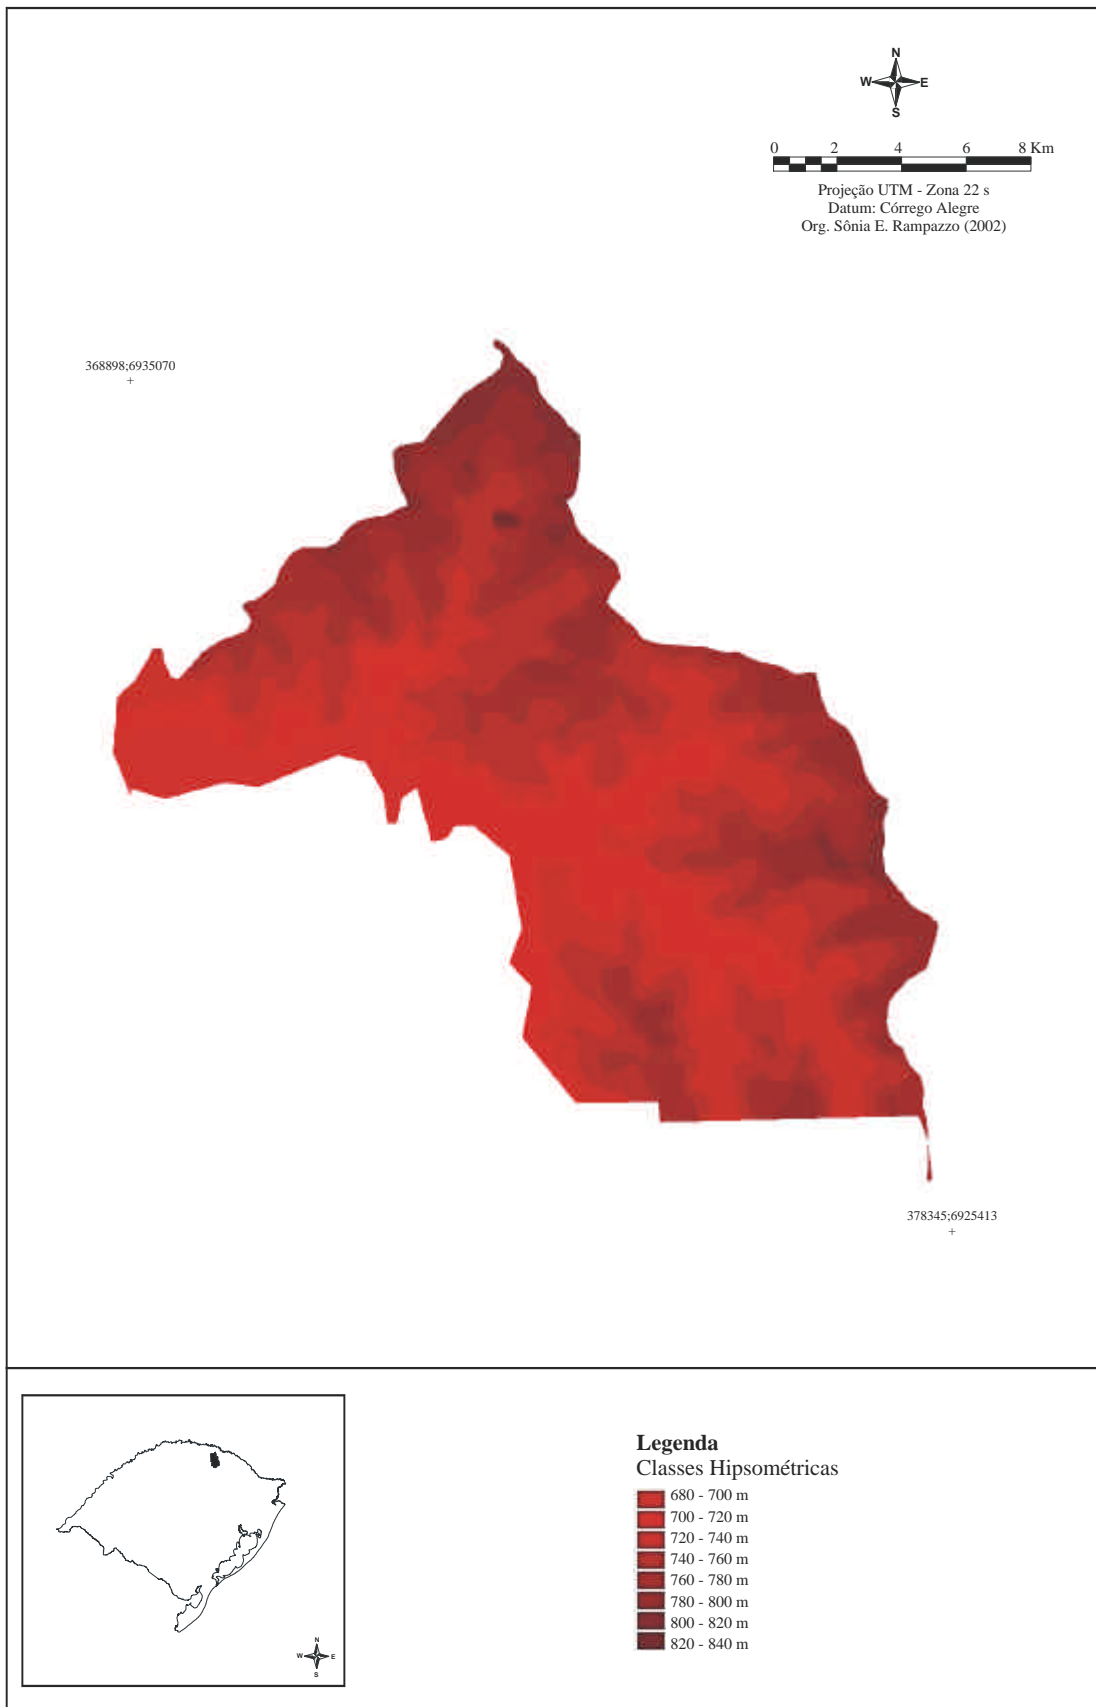 N
W E
S
0 2 4 6 8 Km
Projeção UTM - Zona 22 s
Datum: Córrego Alegre
Org. Sônia E. Rampazzo (2002)
368898;6935070
+
378345;6925413
+
Legenda
Classes Hipsométricas
680 - 700 m
700 - 720 m
720 - 740 m
740 - 760 m
760 - 780 m
780 - 800 m
800 - 820 m
820 - 840 m
N
W E
S